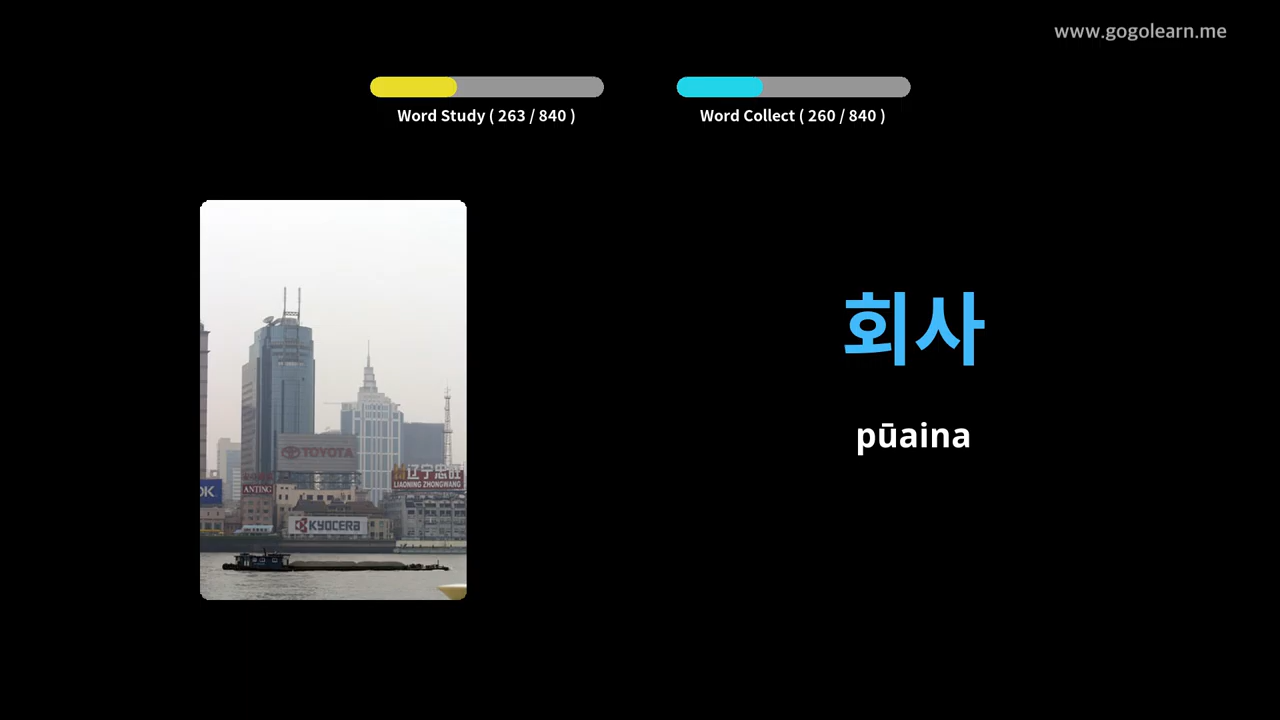 www.gogolearn.me
Word Study ( 263 / 840 )
Word Collect ( 260 / 840 )
회사
pūaina
TOYOTA
辽宁忠旺
LIAONING ZHONGWANG
OK
ANTING
KYOCERA